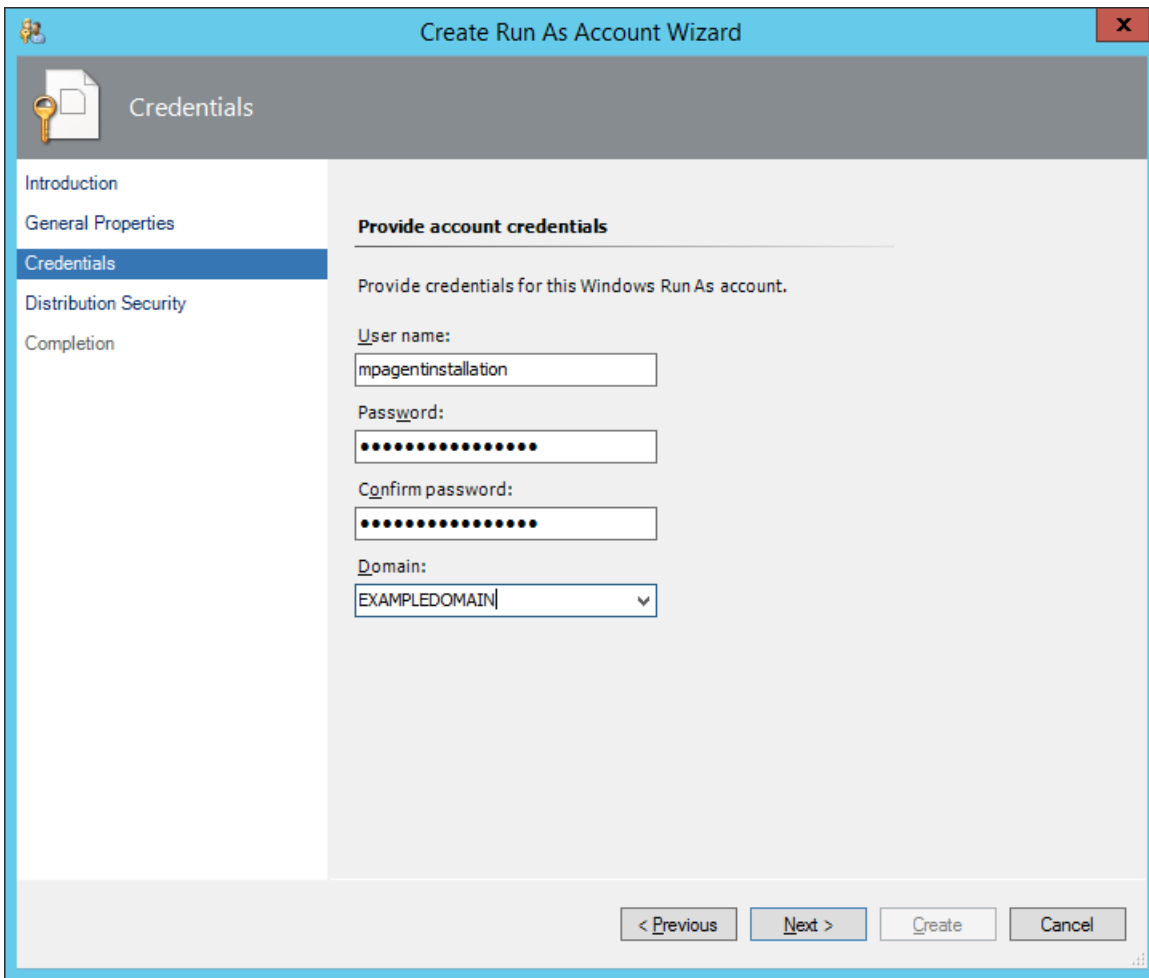 Create Run As Account Wizard
x
Credentials
Introduction
General Properties
Credentials
Distribution Security
Completion
Provide account credentials
Provide credentials for this Windows Run As account.
User name:
mpagentinstallation
Password:
●●●●●●●●●●●●●●●●
Confirm password:
●●●●●●●●●●●●●●●●
Domain:
EXAMPLEDOMAIN
< Previous
Next >
Create
Cancel